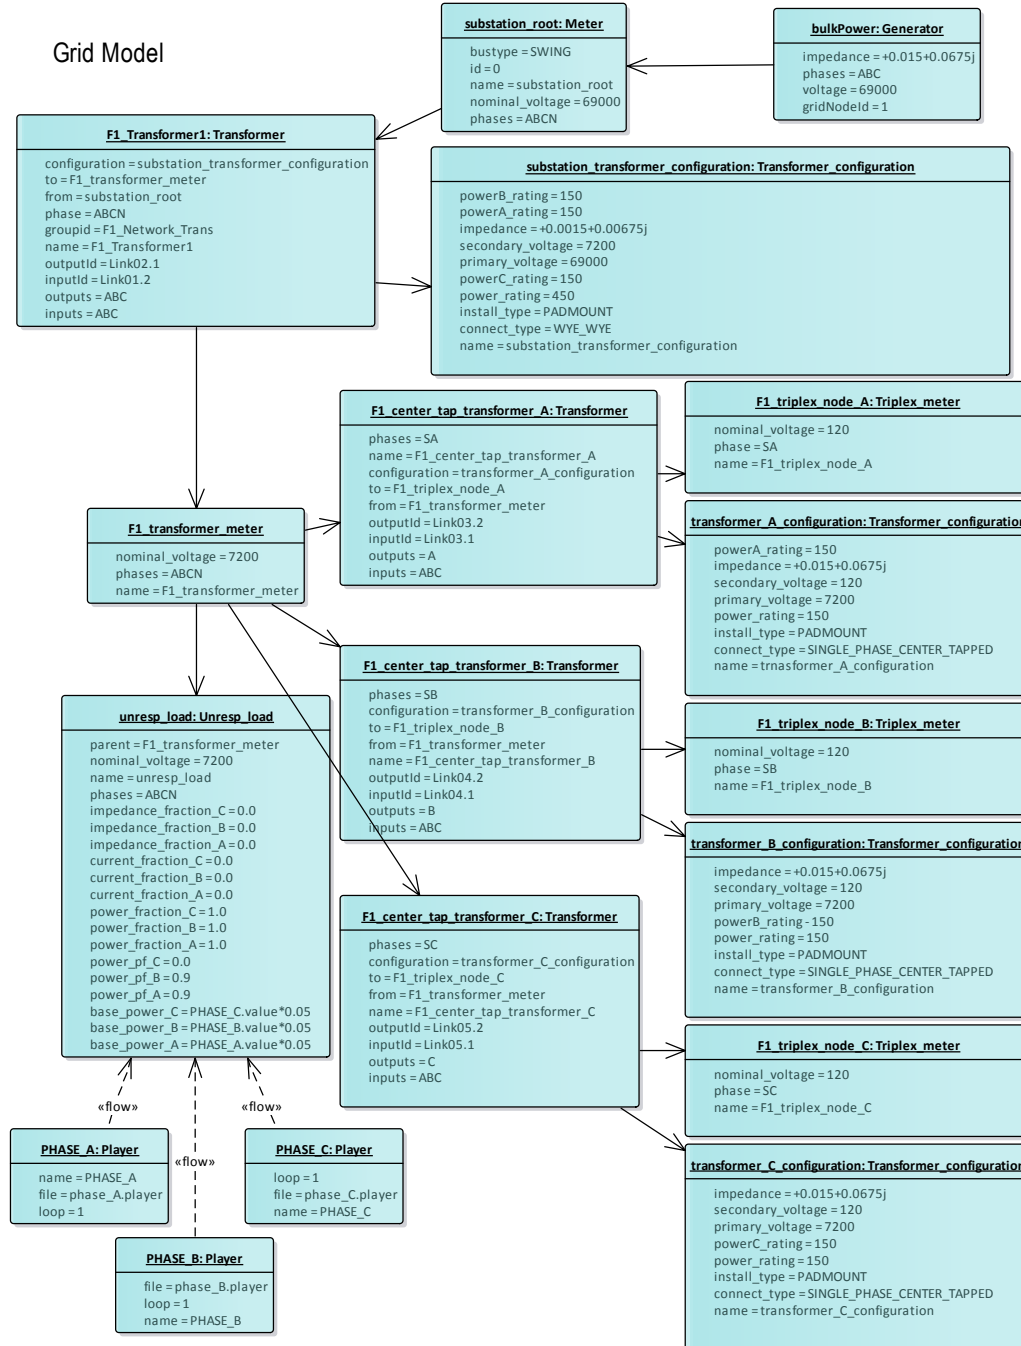 Grid Model
substation_root: Meter
bustype = SWING
id = 0
name = substation_root
nominal_voltage = 69000
phases = ABCN
bulkPower: Generator
impedance = +0.015+0.0675j
phases = ABC
voltage = 69000
gridNodeId = 1
F1_Transformer1: Transformer
configuration = substation_transformer_configuration
to = F1_transformer_meter
from = substation_root
phase = ABCN
groupid = F1_Network_Trans
name = F1_Transformer1
outputId = Link02.1
inputId = Link01.2
outputs = ABC
inputs = ABC
substation_transformer_configuration: Transformer_configuration
powerB_rating = 150
powerA_rating = 150
impedance = +0.0015+0.00675j
secondary_voltage = 7200
primary_voltage = 69000
powerC_rating = 150
power_rating = 450
install_type = PADMOUNT
connect_type = WYE_WYE
name = substation_transformer_configuration
F1_center_tap_transformer_A: Transformer
phases = SA
name = F1_center_tap_transformer_A
configuration = transformer_A_configuration
to = F1_triplex_node_A
from = F1_transformer_meter
outputId = Link03.2
inputId = Link03.1
outputs = A
inputs = ABC
F1_triplex_node_A: Triplex_meter
nominal_voltage = 120
phase = SA
name = F1_triplex_node_A
F1_transformer_meter
nominal_voltage = 7200
phases = ABCN
name = F1_transformer_meter
transformer_A_configuration: Transformer_configuration
powerA_rating = 150
impedance = +0.015+0.0675j
secondary_voltage = 120
primary_voltage = 7200
power_rating = 150
install_type = PADMOUNT
connect_type = SINGLE_PHASE_CENTER_TAPPED
name = trnasformer_A_configuration
F1_center_tap_transformer_B: Transformer
phases = SB
configuration = transformer_B_configuration
to = F1_triplex_node_B
from = F1_transformer_meter
name = F1_center_tap_transformer_B
outputId = Link04.2
inputId = Link04.1
outputs = B
inputs = ABC
F1_triplex_node_B: Triplex_meter
nominal_voltage = 120
phase = SB
name = F1_triplex_node_B
unresp_load: Unresp_load
parent = F1_transformer_meter
nominal_voltage = 7200
name = unresp_load
phases = ABCN
impedance_fraction_C = 0.0
impedance_fraction_B = 0.0
impedance_fraction_A = 0.0
current_fraction_C = 0.0
current_fraction_B = 0.0
current_fraction_A = 0.0
power_fraction_C = 1.0
power_fraction_B = 1.0
power_fraction_A = 1.0
power_pf_C = 0.0
power_pf_B = 0.9
power_pf_A = 0.9
base_power_C = PHASE_C.value*0.05
base_power_B = PHASE_B.value*0.05
base_power_A = PHASE_A.value*0.05
transformer_B_configuration: Transformer_configuration
impedance = +0.015+0.0675j
secondary_voltage = 120
primary_voltage = 7200
powerB_rating - 150
power_rating = 150
install_type = PADMOUNT
connect_type = SINGLE_PHASE_CENTER_TAPPED
name = transformer_B_configuration
F1_center_tap_transformer_C: Transformer
phases = SC
configuration = transformer_C_configuration
to = F1_triplex_node_C
from = F1_transformer_meter
name = F1_center_tap_transformer_C
outputId = Link05.2
inputId = Link05.1
outputs = C
inputs = ABC
F1_triplex_node_C: Triplex_meter
nominal_voltage = 120
phase = SC
name = F1_triplex_node_C
«flow»
«flow»
«flow»
PHASE_A: Player
name = PHASE_A
file = phase_A.player
loop = 1
PHASE_C: Player
loop = 1
file = phase_C.player
name = PHASE_C
PHASE_B: Player
file = phase_B.player
loop = 1
name = PHASE_B
transformer_C_configuration: Transformer_configuration
impedance = +0.015+0.0675j
secondary_voltage = 120
primary_voltage = 7200
powerC_rating = 150
power_rating = 150
install_type = PADMOUNT
connect_type = SINGLE_PHASE_CENTER_TAPPED
name = transformer_C_configuration